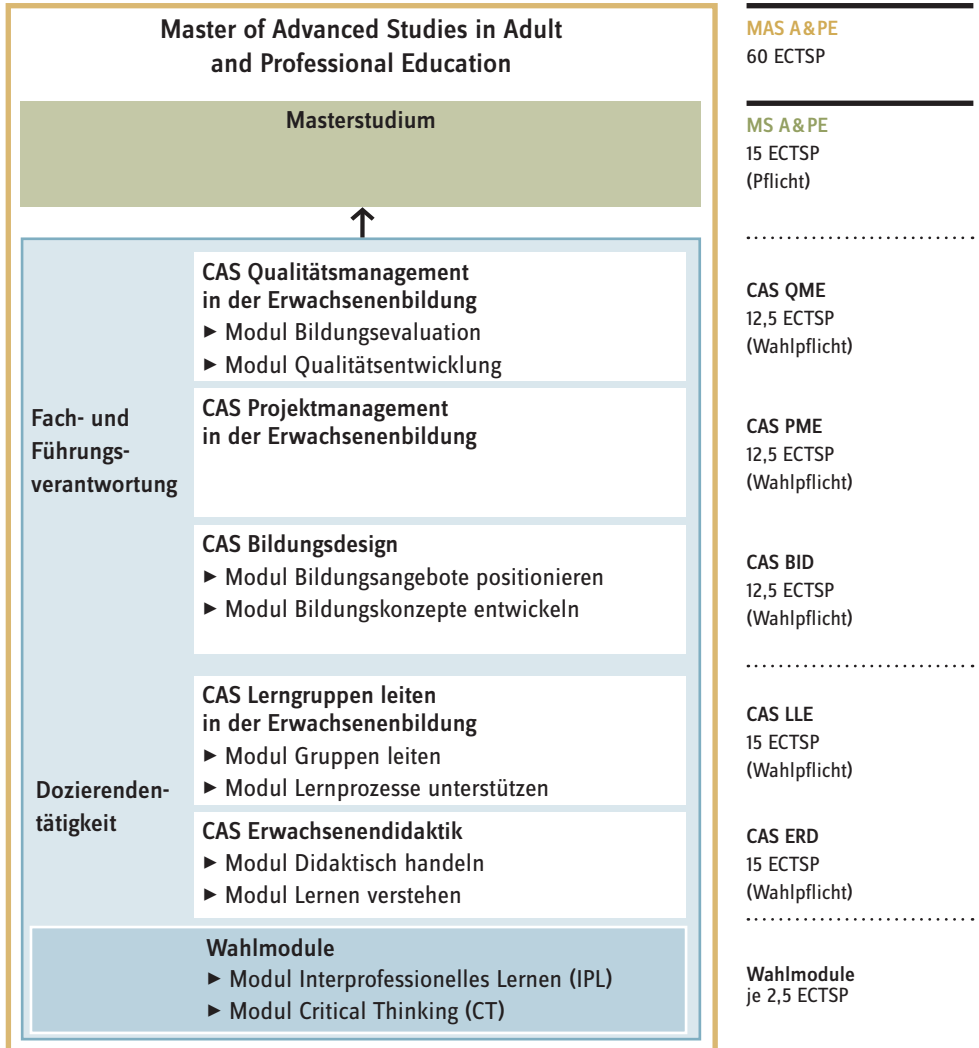 Master of Advanced Studies in Adult
and Professional Education
MAS A & PE
60 ECTSP
Masterstudium
MS A & PE
15 ECTSP
(Pflicht)
Fach- und
Führungs-
verantwortung
CAS Qualitätsmanagement
in der Erwachsenenbildung
► Modul Bildungsevaluation
► Modul Qualitätsentwicklung
CAS QME
12,5 ECTSP
(Wahlpflicht)
CAS Projektmanagement
in der Erwachsenenbildung
CAS PME
12,5 ECTSP
(Wahlpflicht)
CAS Bildungsdesign
► Modul Bildungsangebote positionieren
► Modul Bildungskonzepte entwickeln
CAS BID
12,5 ECTSP
(Wahlpflicht)
Dozierenden-
tätigkeit
CAS Lerngruppen leiten
in der Erwachsenenbildung
► Modul Gruppen leiten
► Modul Lernprozesse unterstützen
CAS LLE
15 ECTSP
(Wahlpflicht)
CAS Erwachsenendidaktik
► Modul Didaktisch handeln
► Modul Lernen verstehen
CAS ERD
15 ECTSP
(Wahlpflicht)
Wahlmodule
► Modul Interprofessionelles Lernen (IPL)
► Modul Critical Thinking (CT)
Wahlmodule
je 2,5 ECTSP